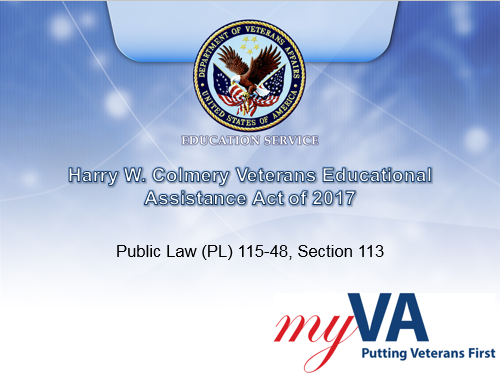 DEPARTMENT OF VETERANS AFFAIRS
UNITED STATES OF AMERICA
EDUCATION SERVICE
Harry W. Colmery Veterans Educational
Assistance Act of 2017
Public Law (PL) 115-48, Section 113
myVA
Putting Veterans First